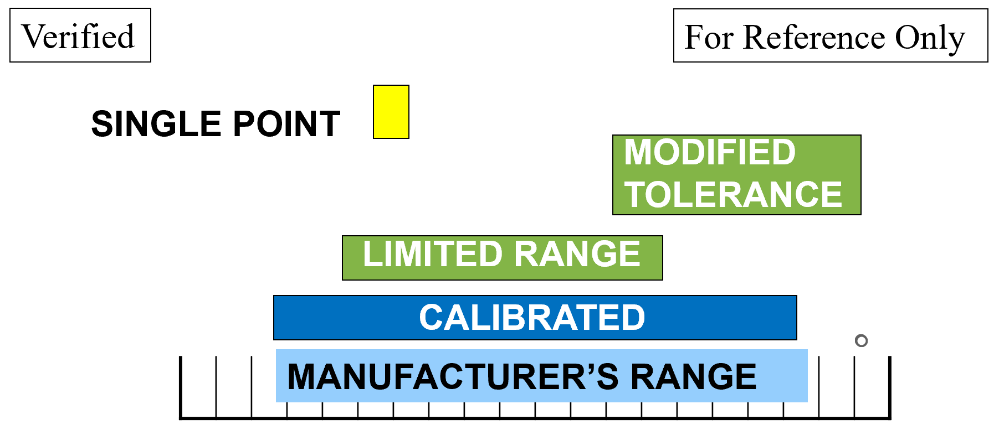 Verified
For Reference Only
SINGLE POINT
MODIFIED
TOLERANCE
LIMITED RANGE
CALIBRATED
MANUFACTURER’S RANGE